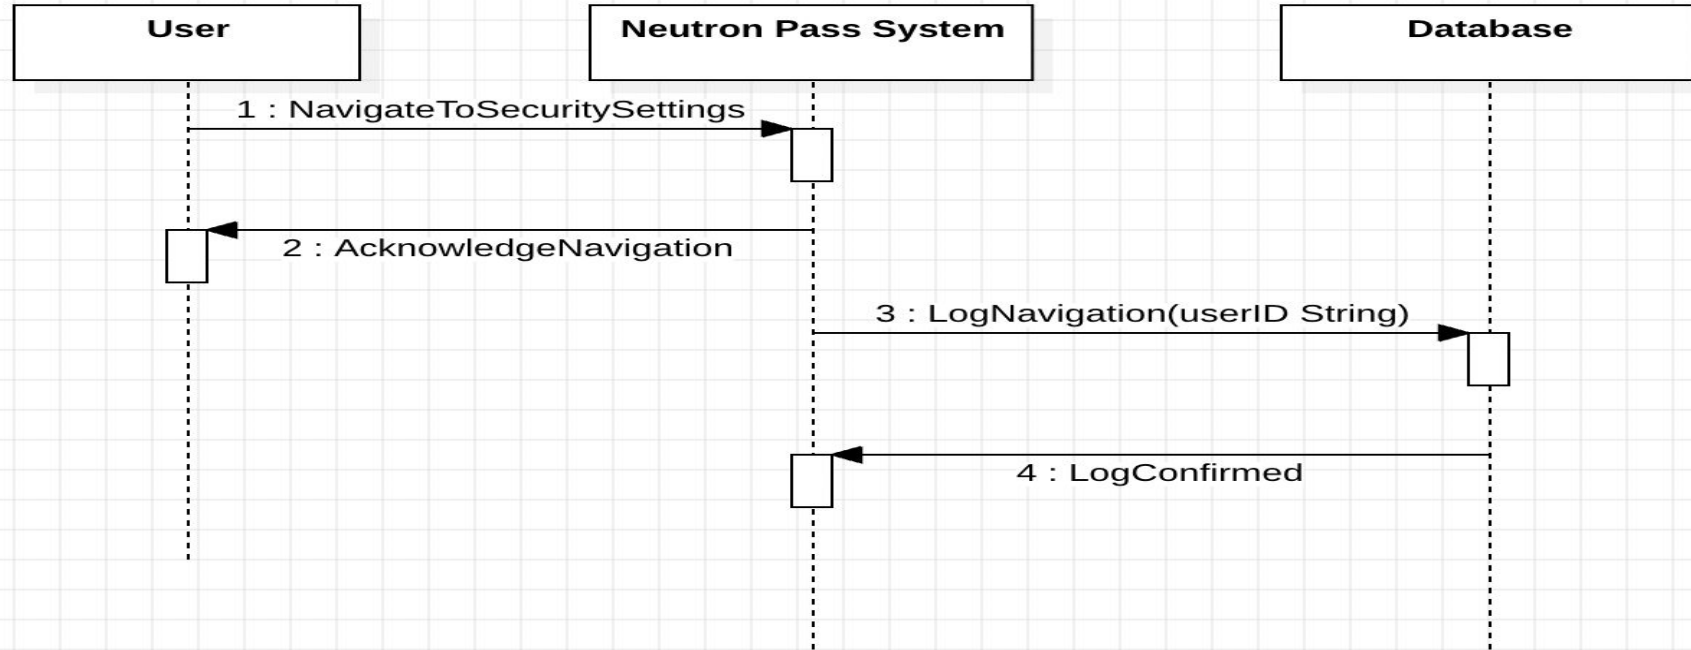 User
Neutron Pass System
Database
1 : NavigateToSecuritySettings
2 : AcknowledgeNavigation
3 : LogNavigation(userID String)
4 : LogConfirmed